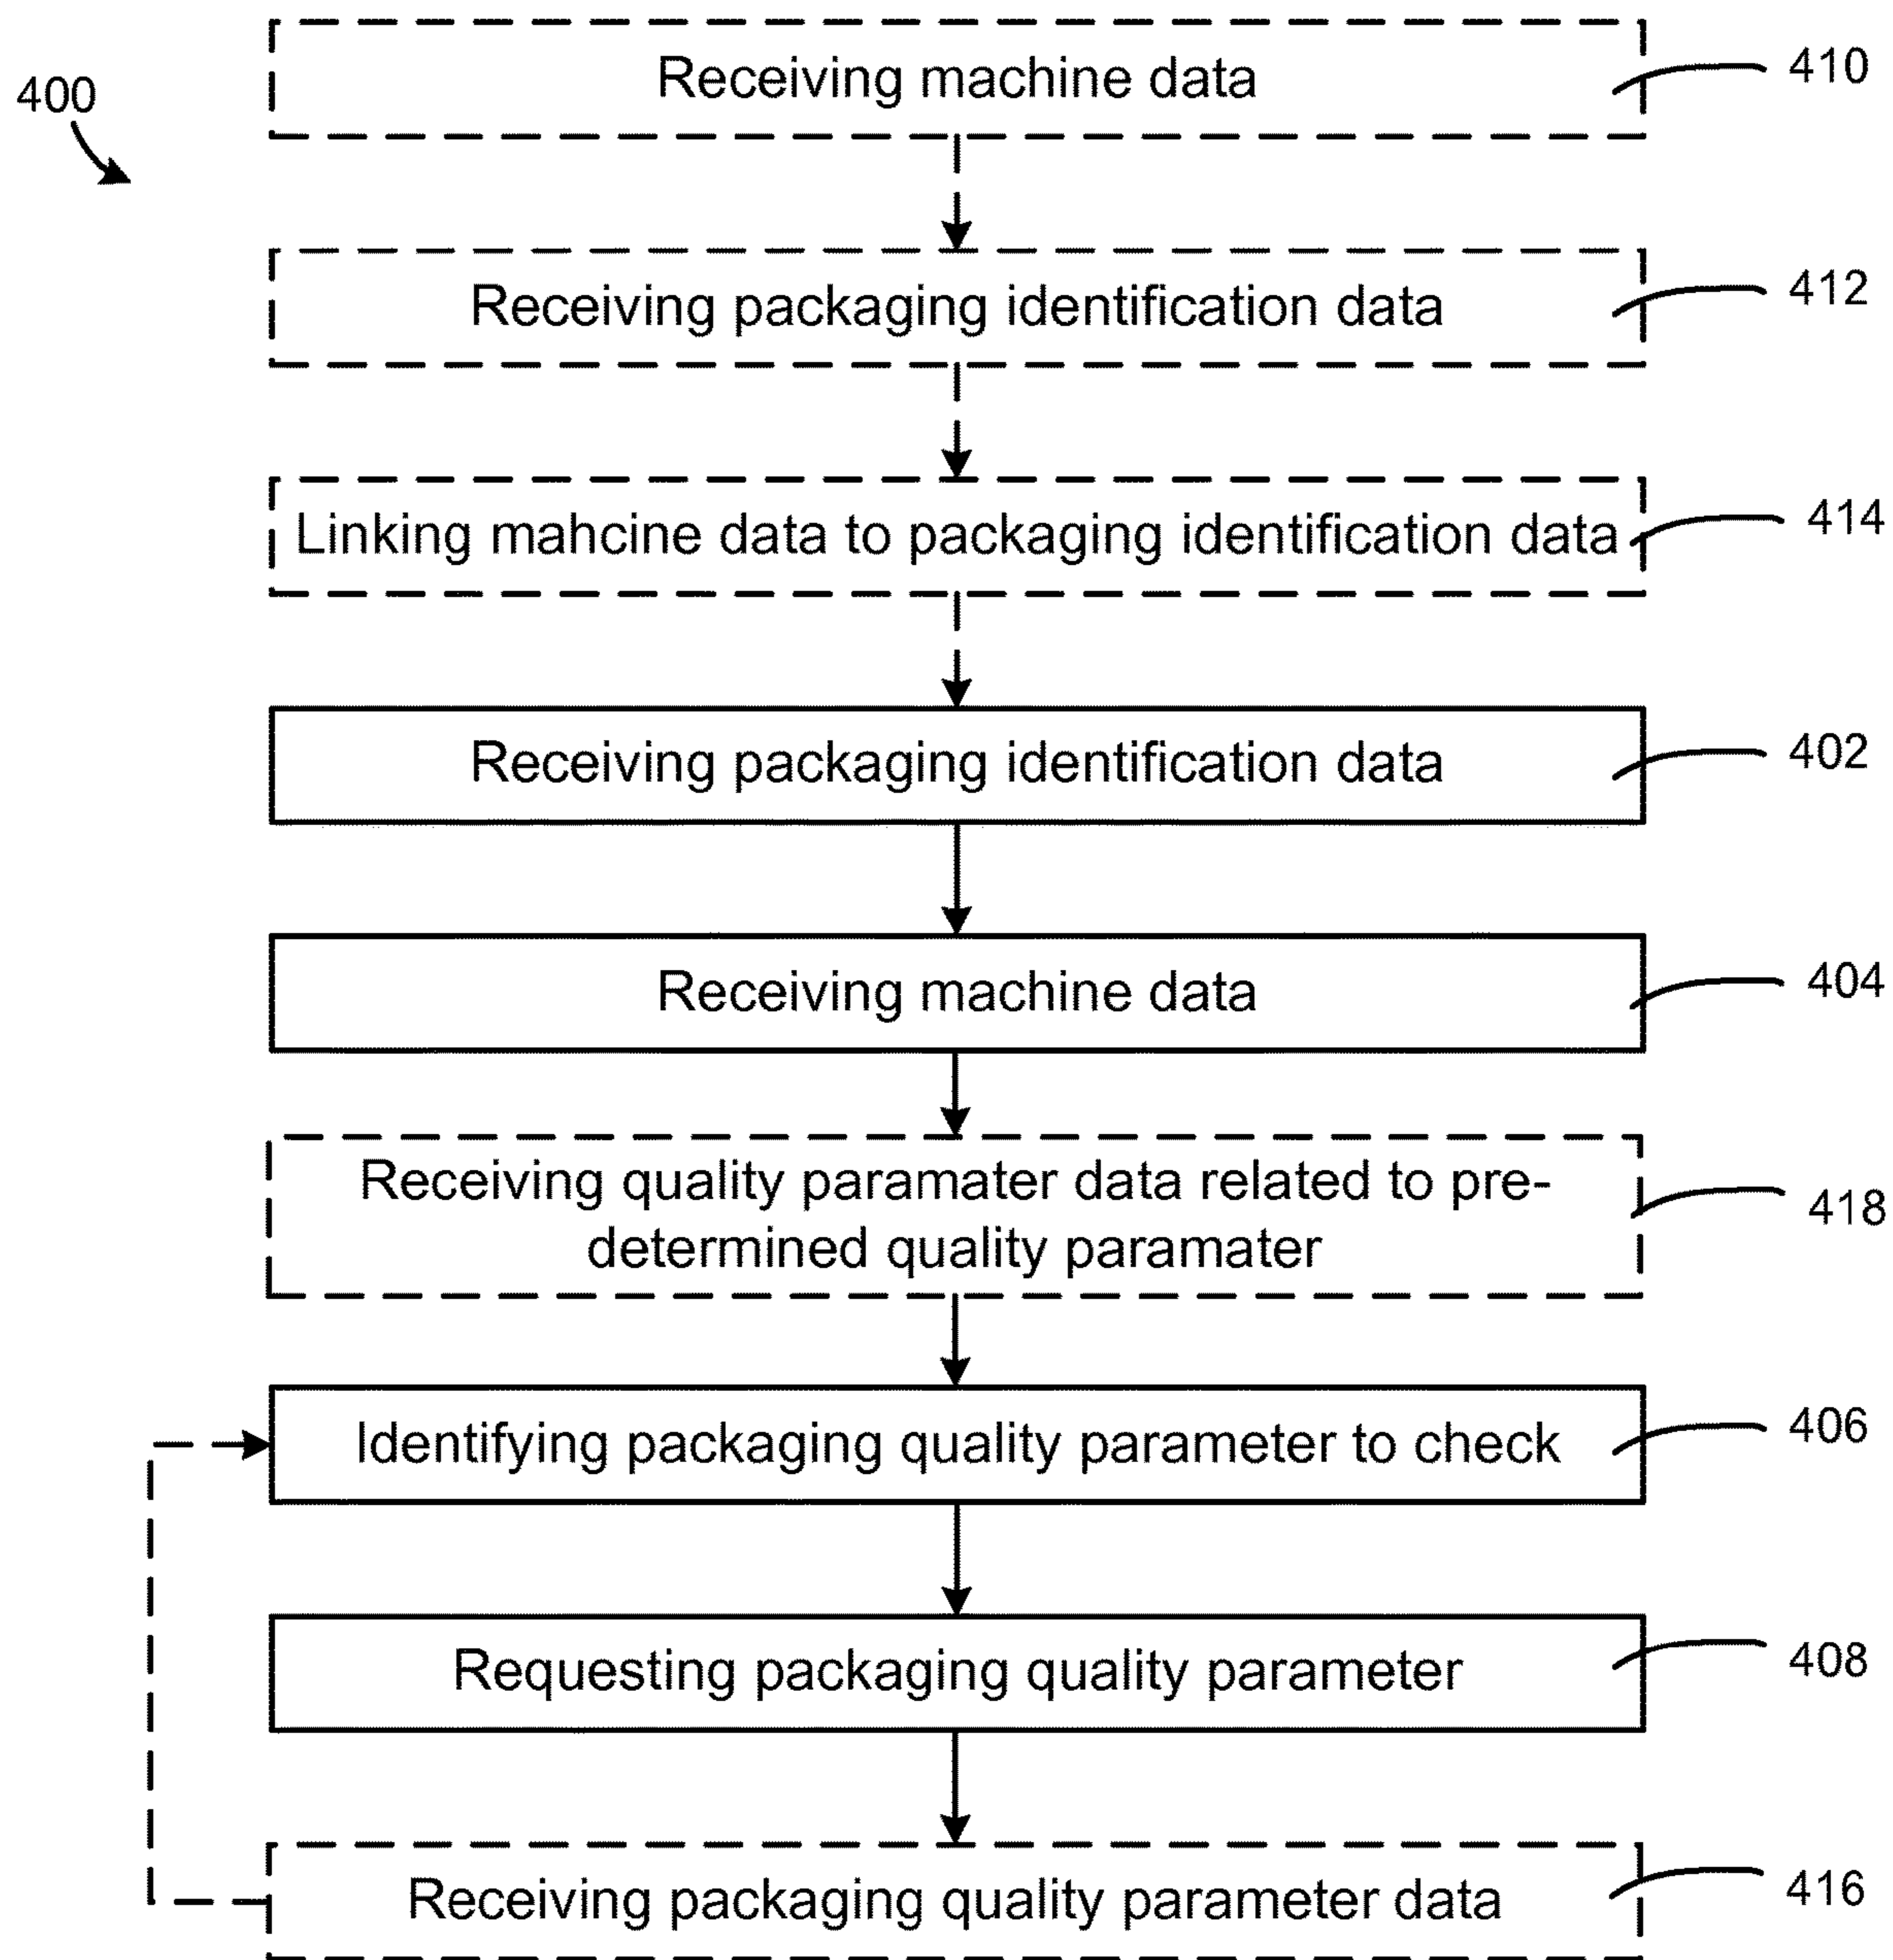 400
Receiving machine data
410
Receiving packaging identification data
412
Linking mahcine data to packaging identification data
414
Receiving packaging identification data
402
Receiving machine data
404
Receiving quality paramater data related to pre-
determined quality paramater
418
Identifying packaging quality parameter to check
406
Requesting packaging quality parameter
408
Receiving packaging quality parameter data
416